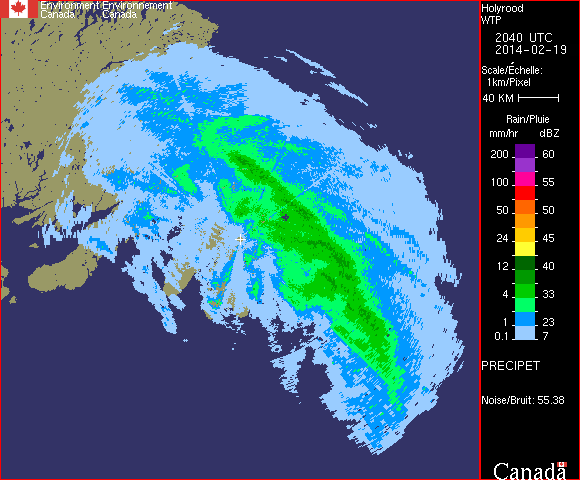 Environment Environnement
Canada Canada
Holyrood
WTP
2040 UTC
2014-02-19
Scale/Échelle:
1km/Pixel
40 KM
Rain/Pluie
mm/hr dBZ
200 60
100 55
50 50
24 45
12 40
4 33
1 23
0.1 7
PRECIPET
Noise/Bruit: 55.38
Canada